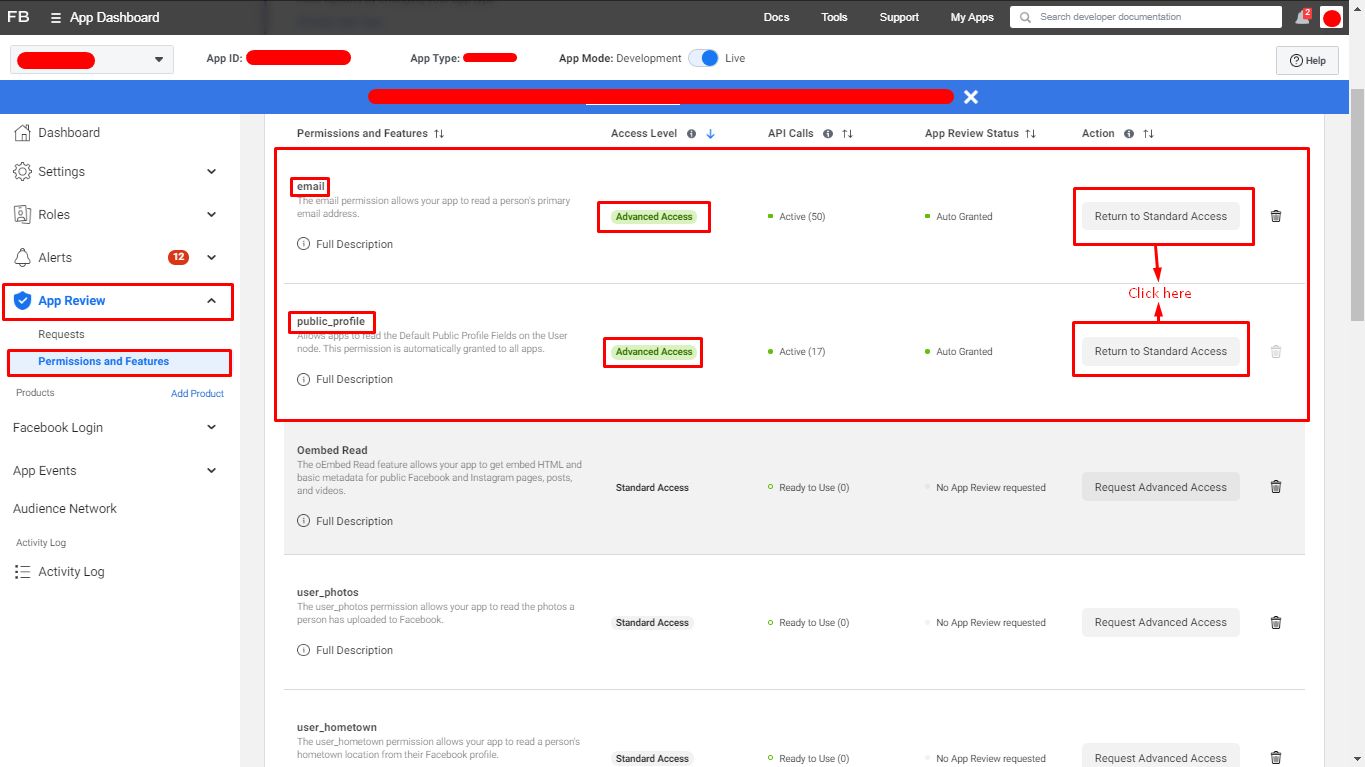 FB App Dashboard Docs Tools Support My Apps Search developer documentation 2
App ID: App Type: App Mode: Development Live Help
Dashboard
Settings
Roles
Alerts 12
App Review
Requests
Permissions and Features
Products Add Product
Facebook Login
App Events
Audience Network
Activity Log
Activity Log
Permissions and Features Access Level API Calls App Review Status Action
email
The email permission allows your app to read a person's primary
email address.
Advanced Access Active (50) Auto Granted Return to Standard Access
Full Description
Click here
public_profile
Allows apps to read the Default Public Profile Fields on the User
node. This permission is automatically granted to all apps.
Advanced Access Active (17) Auto Granted Return to Standard Access
Full Description
Oembed Read
The oEmbed Read feature allows your app to get embed HTML and
basic metadata for public Facebook and Instagram pages, posts,
and videos.
Standard Access Ready to Use (0) No App Review requested Request Advanced Access
Full Description
user_photos
The user_photos permission allows your app to read the photos a
person has uploaded to Facebook.
Standard Access Ready to Use (0) No App Review requested Request Advanced Access
Full Description
user_hometown
The user_hometown permission allows your app to read a person's
hometown location from their Facebook profile.
Standard Access Ready to Use (0) No App Review requested Request Advanced Access